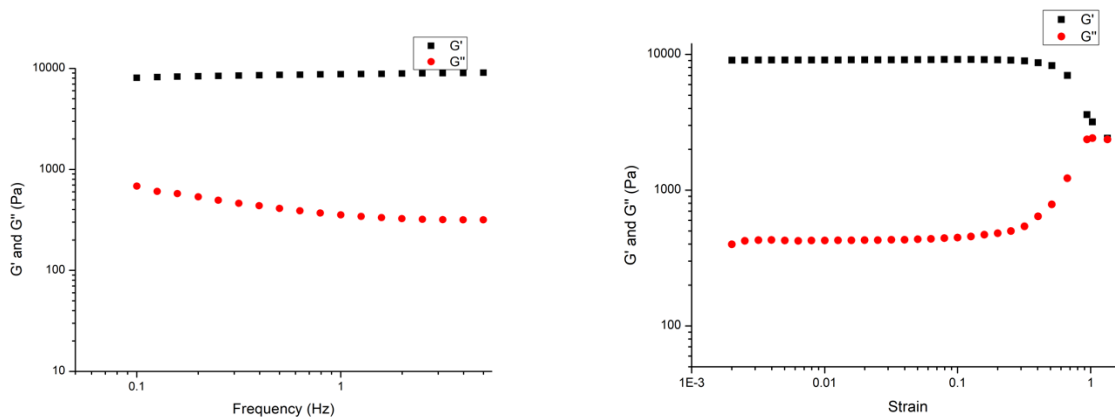 G'
G"
10000
1000
100
10
0.1
1
G' and G" (Pa)
Frequency (Hz)
G'
G"
10000
1000
100
1E-3
0.01
0.1
1
G' and G" (Pa)
Strain